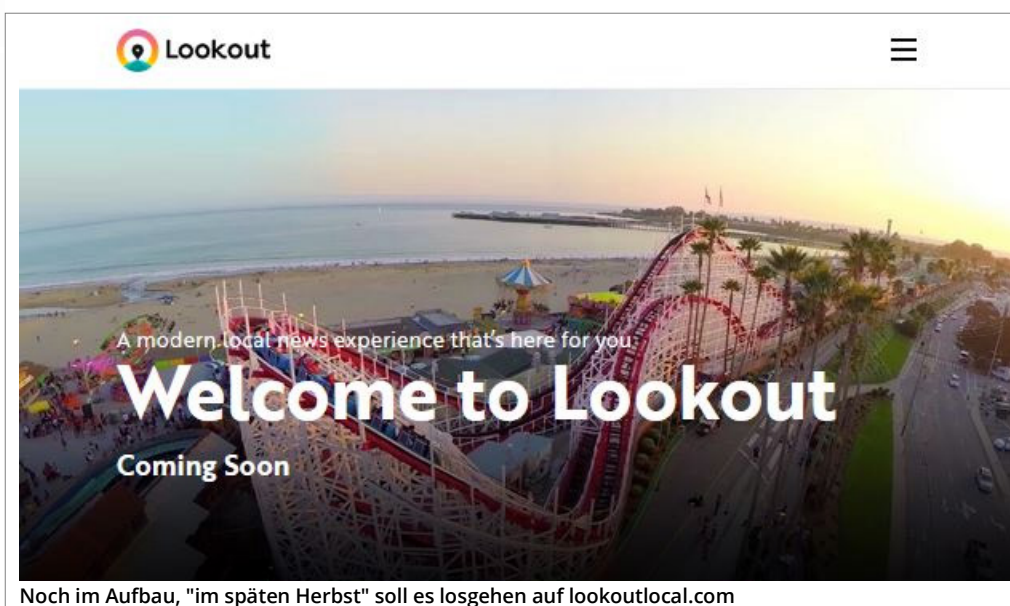 Lookout
A modern local news experience that's here for you.
Welcome to Lookout
Coming Soon
Noch im Aufbau, "im späten Herbst" soll es losgehen auf lookoutlocal.com